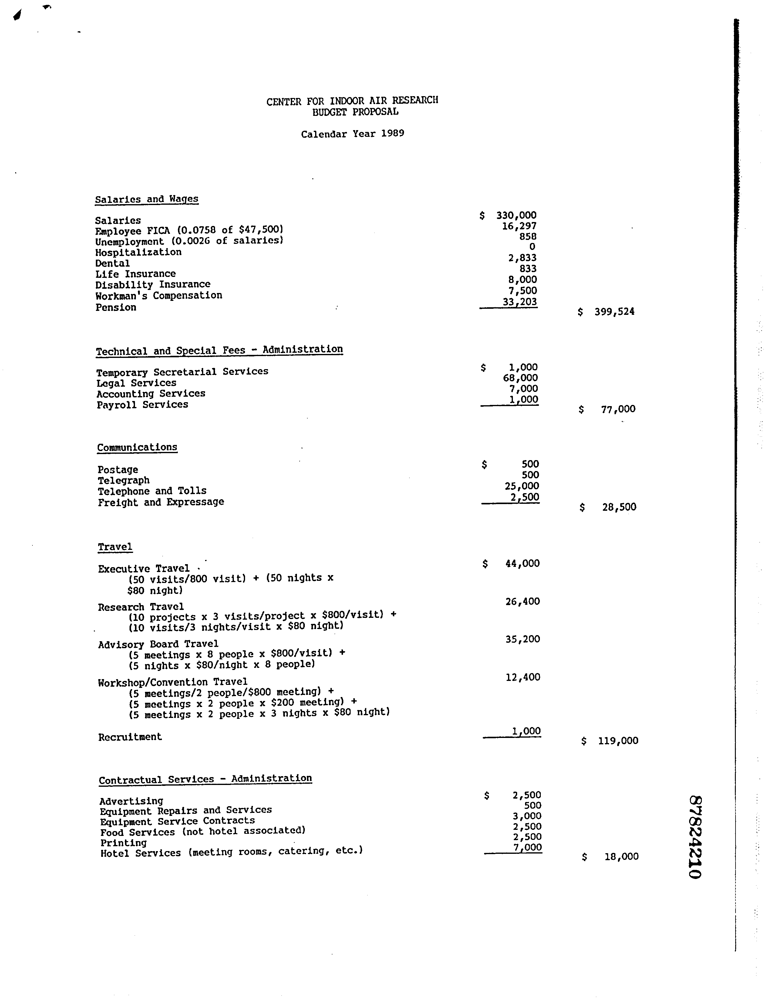 CENTER FOR INDOOR AIR RESEARCH
BUDGET PROPOSAL
Calendar Year 1989
Salaries and Wages
Salaries $ 330,000
Employee FICA (0.0758 of $47,500) 16,297
Unemployment (0.0026 of salaries) 858
Hospitalization 0
Dental 2,833
Life Insurance 833
Disability Insurance 8,000
Workman's Compensation 7,500
Pension 33,203 $ 399,524
Technical and Special Fees - Administration
Temporary Secretarial Services $ 1,000
Legal Services 68,000
Accounting Services 7,000
Payroll Services 1,000 $ 77,000
Communications
Postage $ 500
Telegraph 500
Telephone and Tolls 25,000
Freight and Expressage 2,500 $ 28,500
Travel
Executive Travel $ 44,000
(50 visits/800 visit) + (50 nights x
$80 night)
Research Travel 26,400
(10 projects x 3 visits/project x $800/visit) +
(10 visits/3 nights/visit x $80 night)
Advisory Board Travel 35,200
(5 meetings x 8 people x $800/visit) +
(5 nights x $80/night x 8 people)
Workshop/Convention Travel 12,400
(5 meetings/2 people/$800 meeting) +
(5 meetings x 2 people x $200 meeting) +
(5 meetings x 2 people x 3 nights x $80 night)
Recruitment 1,000 $ 119,000
Contractual Services - Administration
Advertising $ 2,500
Equipment Repairs and Services 500
Equipment Service Contracts 3,000
Food Services (not hotel associated) 2,500
Printing 2,500
Hotel Services (meeting rooms, catering, etc.) 7,000 $ 18,000
87824210